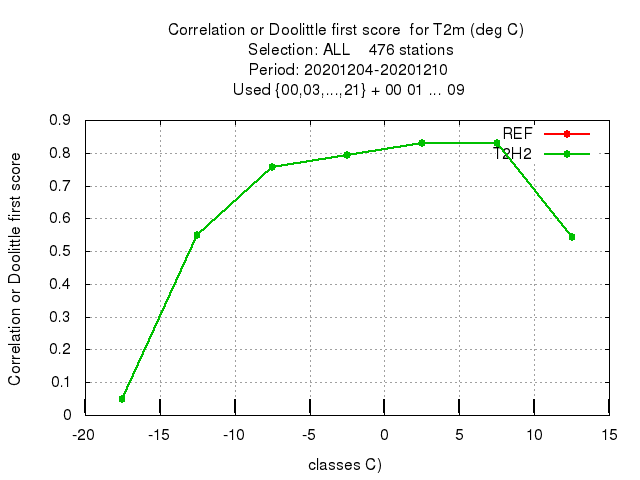 Correlation or Doolittle first score  for T2m (deg C)
Selection: ALL    476 stations
Period: 20201204-20201210
Used {00,03,...,21} + 00 01 ... 09
Correlation or Doolittle first score
0.9
0.8
0.7
0.6
0.5
0.4
0.3
0.2
0.1
0
REF
T2H2
-20 -15 -10 -5 0 5 10 15
classes C)